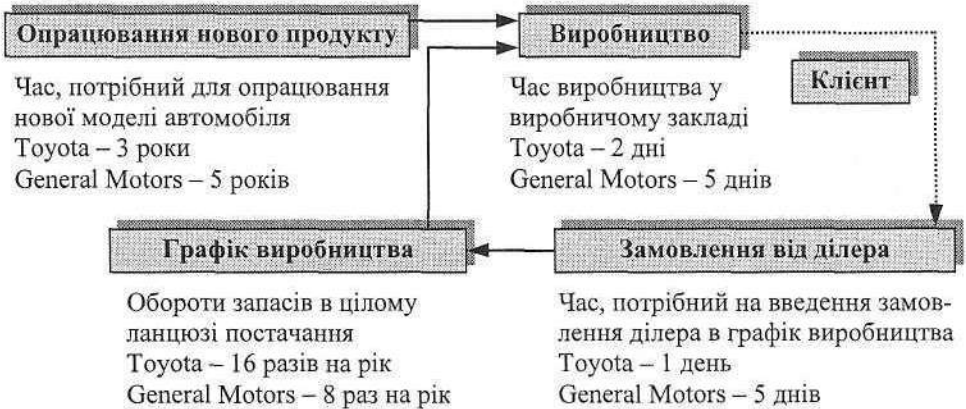 Опрацювання нового продукту
Виробництво
Клієнт
Час, потрібний для опрацювання
нової моделі автомобіля
Toyota – 3 роки
General Motors – 5 років
Час виробництва у
виробничому закладі
Toyota – 2 дні
General Motors – 5 днів
Графік виробництва
Замовлення від ділера
Обороти запасів в цілому
ланцюзі постачання
Toyota – 16 разів на рік
General Motors – 8 раз на рік
Час, потрібний на введення замов-
лення ділера в графік виробництва
Toyota – 1 день
General Motors – 5 днів